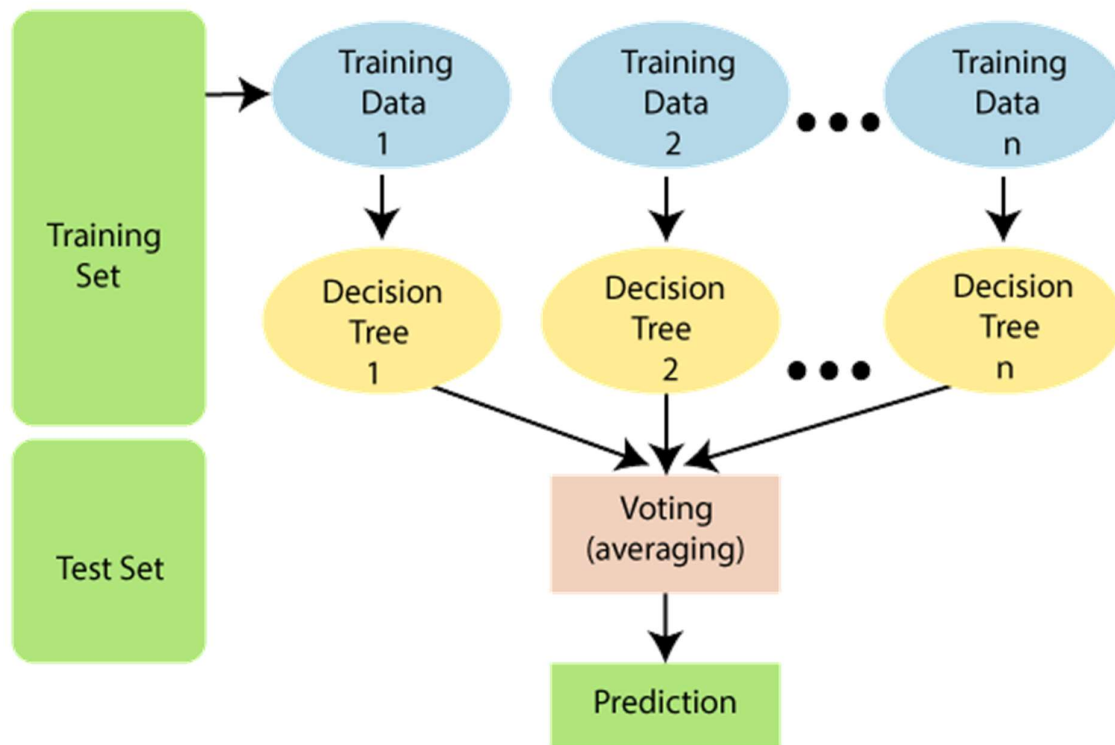 Training
Data
1
Training
Data
2
Training
Data
n
Training
Set
Decision
Tree
1
Decision
Tree
2
Decision
Tree
n
Test Set
Voting
(averaging)
Prediction